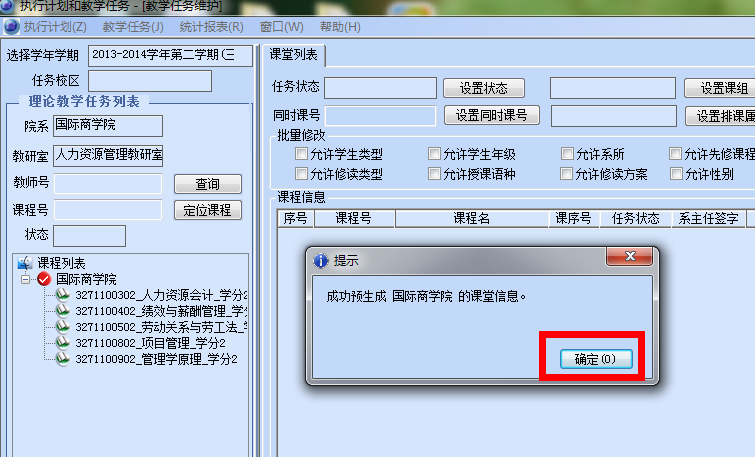 执行计划和教学任务 - [教学任务维护]
执行计划(Z) 教学任务(J) 统计报表(R) 窗口(W) 帮助(H)
选择学年学期 2013-2014学年第二学期(三
任务校区
理论教学任务列表
院系 国际商学院
教研室 人力资源管理教研室
教师号 查询
课程号 定位课程
状态
课程列表
国际商学院
3271100302_人力资源会计_学分2
3271100402_绩效与薪酬管理_学
3271100502_劳动关系与劳工法_
3271100802_项目管理_学分2
3271100902_管理学原理_学分2
课堂列表
任务状态 设置状态 设置课组
同时课号 设置同时课号 设置排课属
批量修改
允许学生类型 允许学生年级 允许系所 允许先修课程
允许修读类型 允许授课语种 允许修读方案 允许性别
课程信息
序号 课程号 课程名 课序号 任务状态 系主任签字
提示
成功预生成 国际商学院 的课堂信息。
确定(O)